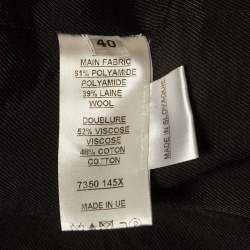 40
MAIN FABRIC
61% POLYAMIDE
POLYAMIDE
39% LAINE
WOOL
DOUBLURE
52% VISCOSE
VISCOSE
48% COTON
COTTON
7350 145X
MADE IN UE
MADE IN
SLOVAQUIE